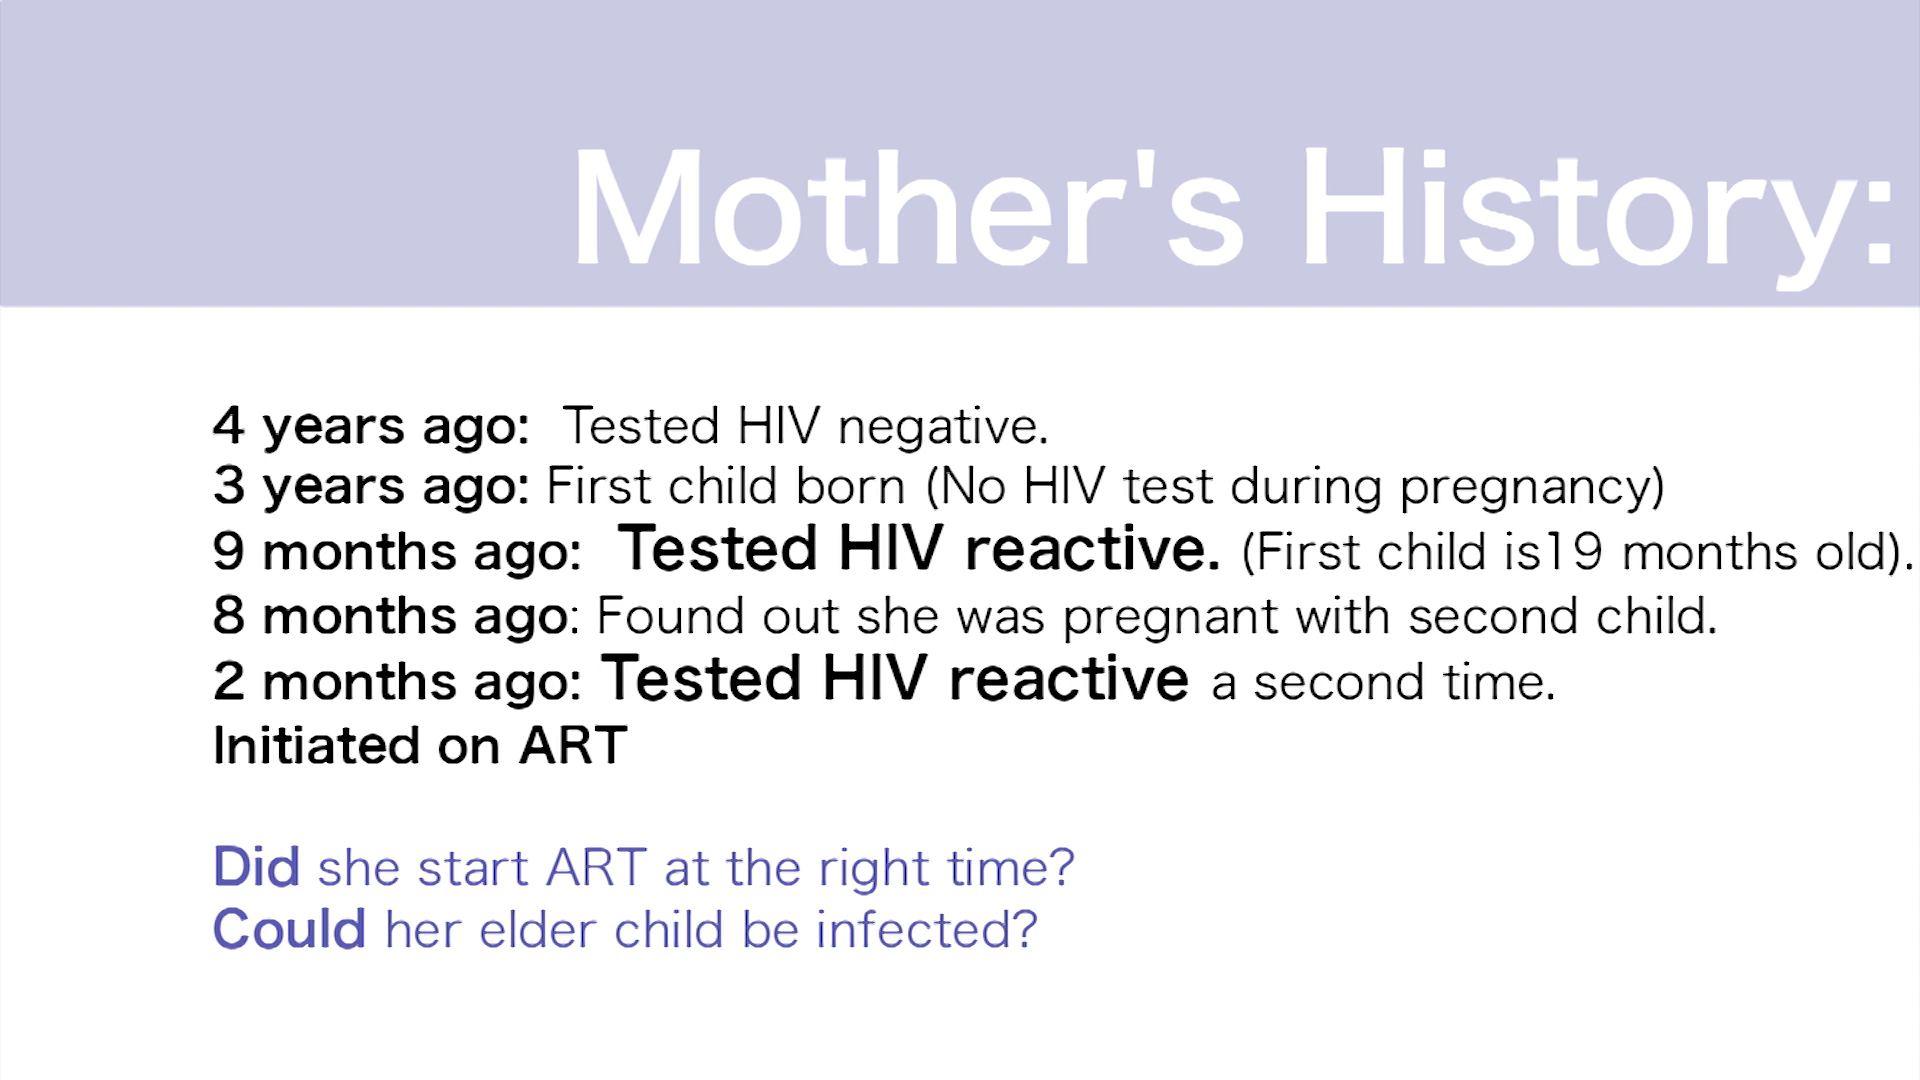 Mother's History:
4 years ago: Tested HIV negative.
3 years ago: First child born (No HIV test during pregnancy)
9 months ago: Tested HIV reactive. (First child is19 months old).
8 months ago: Found out she was pregnant with second child.
2 months ago: Tested HIV reactive a second time.
Initiated on ART
Did she start ART at the right time?
Could her elder child be infected?